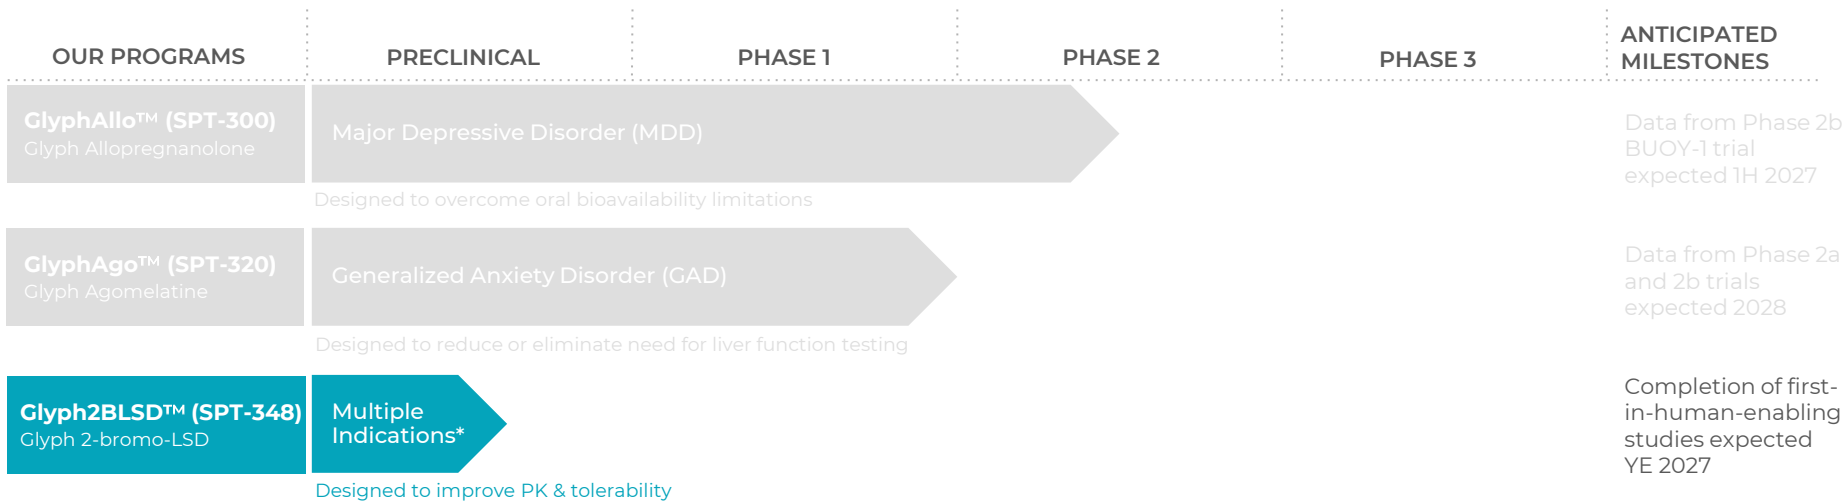 OUR PROGRAMS
PRECLINICAL
PHASE 1
PHASE 2
PHASE 3
ANTICIPATED
MILESTONES
GlyphAllo™ (SPT-300)
Glyph Allopregnanolone
Major Depressive Disorder (MDD)
Designed to overcome oral bioavailability limitations
Data from Phase 2b
BUOY-1 trial
expected 1H 2027
GlyphAgo™ (SPT-320)
Glyph Agomelatine
Generalized Anxiety Disorder (GAD)
Designed to reduce or eliminate need for liver function testing
Data from Phase 2a
and 2b trials
expected 2028
Glyph2BLSD™ (SPT-348)
Glyph 2-bromo-LSD
Multiple
Indications*
Designed to improve PK & tolerability
Completion of first-
in-human-enabling
studies expected
YE 2027